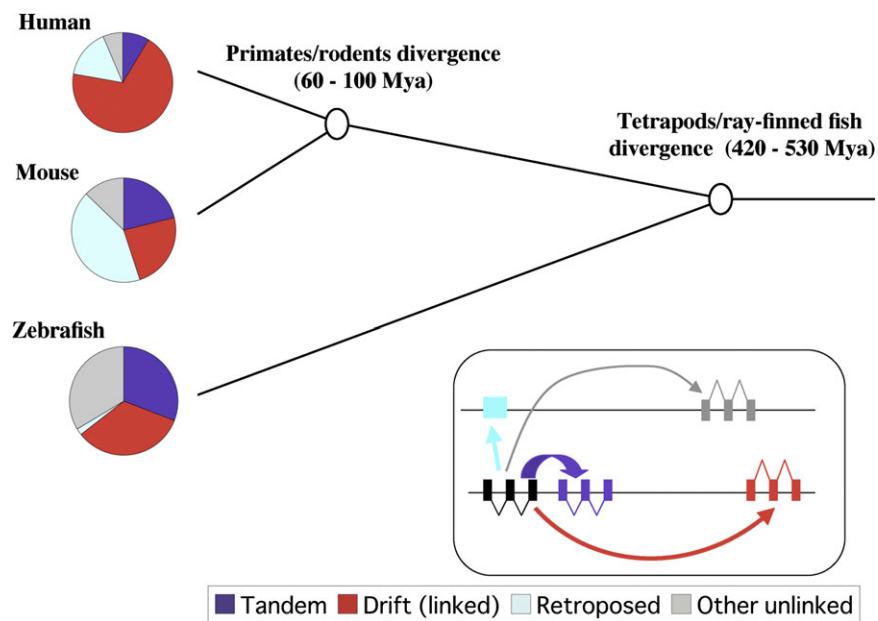 Human
Primates/rodents divergence
(60 - 100 Mya)
Tetrapods/ray-finned fish
divergence (420 - 530 Mya)
Mouse
Zebrafish
Tandem Drift (linked) Retroposed Other unlinked